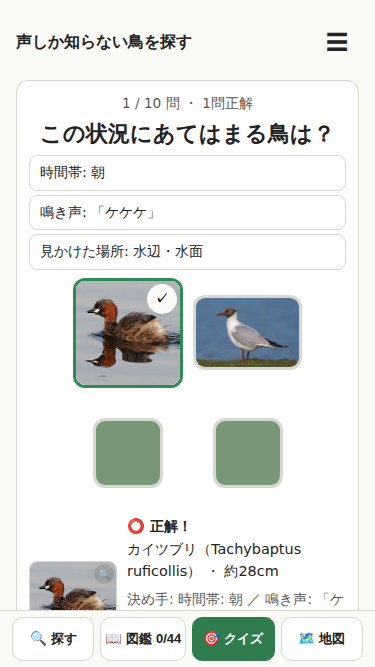 声しか知らない鳥を探す
1 / 10 問 ・ 1問正解
この状況にあてはまる鳥は？
時間帯: 朝
鳴き声: 「ケケケ」
見かけた場所: 水辺・水面
⭕ 正解！
カイツブリ（Tachybaptus
ruficollis） ・ 約28cm
決め手: 時間帯: 朝 ／ 鳴き声: 「ケ
🔍 探す
📖 図鑑 0/44
🎯 クイズ
🗺️ 地図